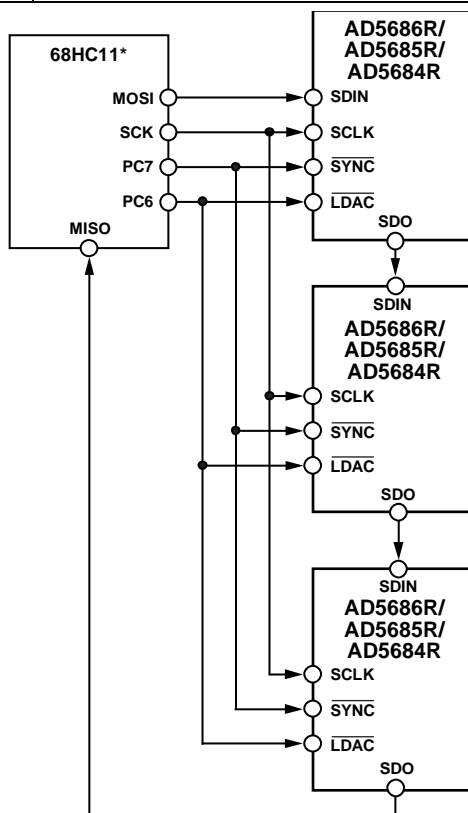 68HC11*
MOSI
SCK
PC7
PC6
MISO
AD5686R/
AD5685R/
AD5684R
SDIN
SCLK
SYNC
LDAC
SDO
SDIN
AD5686R/
AD5685R/
AD5684R
SCLK
SYNC
LDAC
SDO
SDIN
AD5686R/
AD5685R/
AD5684R
SCLK
SYNC
LDAC
SDO